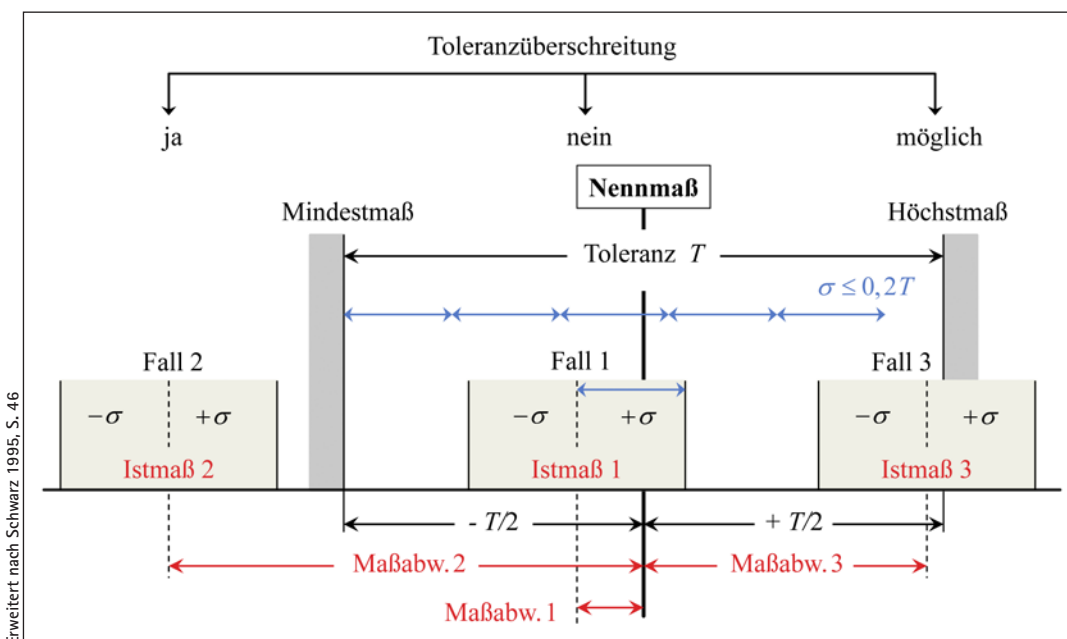 Toleranzüberschreitung
ja nein möglich
Nennmaß
Mindestmaß Höchstmaß
Toleranz T
σ ≤ 0,2T
Fall 2 Fall 1 Fall 3
−σ +σ −σ +σ −σ +σ
Istmaß 2 Istmaß 1 Istmaß 3
- T/2 + T/2
Maßabw. 2 Maßabw. 3
Maßabw. 1
Erweitert nach Schwarz 1995, S. 46